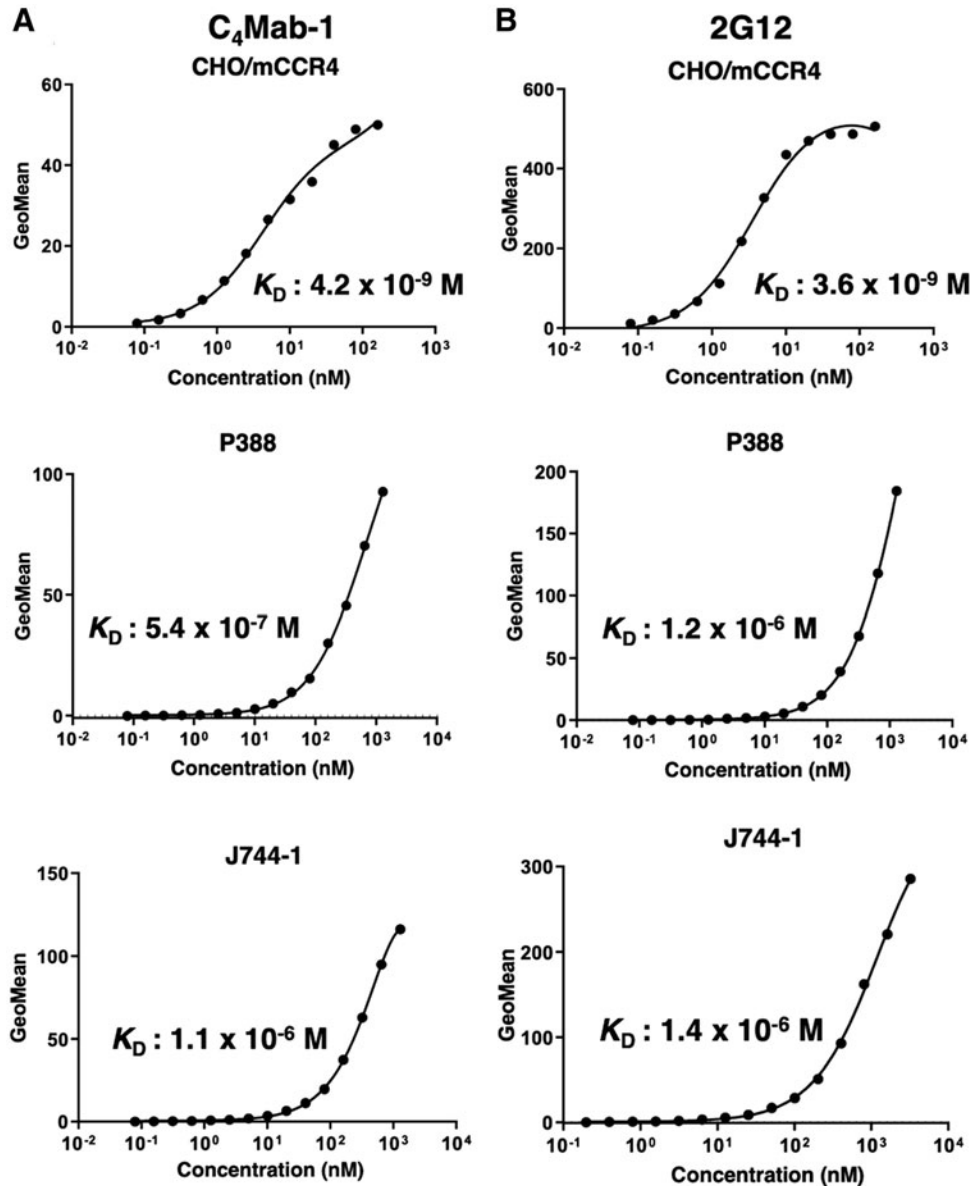 A
C₄Mab-1
CHO/mCCR4
60
40
20
0
GeoMean
K_D : 4.2 x 10⁻⁹ M
10⁻² 10⁻¹ 10⁰ 10¹ 10² 10³
Concentration (nM)
B
2G12
CHO/mCCR4
600
400
200
0
GeoMean
K_D : 3.6 x 10⁻⁹ M
10⁻² 10⁻¹ 10⁰ 10¹ 10² 10³
Concentration (nM)
P388
100
50
0
GeoMean
K_D : 5.4 x 10⁻⁷ M
10⁻² 10⁻¹ 10⁰ 10¹ 10² 10³ 10⁴
Concentration (nM)
P388
200
150
100
50
0
GeoMean
K_D : 1.2 x 10⁻⁶ M
10⁻² 10⁻¹ 10⁰ 10¹ 10² 10³ 10⁴
Concentration (nM)
J744-1
150
100
50
0
GeoMean
K_D : 1.1 x 10⁻⁶ M
10⁻² 10⁻¹ 10⁰ 10¹ 10² 10³ 10⁴
Concentration (nM)
J744-1
300
200
100
0
GeoMean
K_D : 1.4 x 10⁻⁶ M
10⁻¹ 10⁰ 10¹ 10² 10³ 10⁴
Concentration (nM)